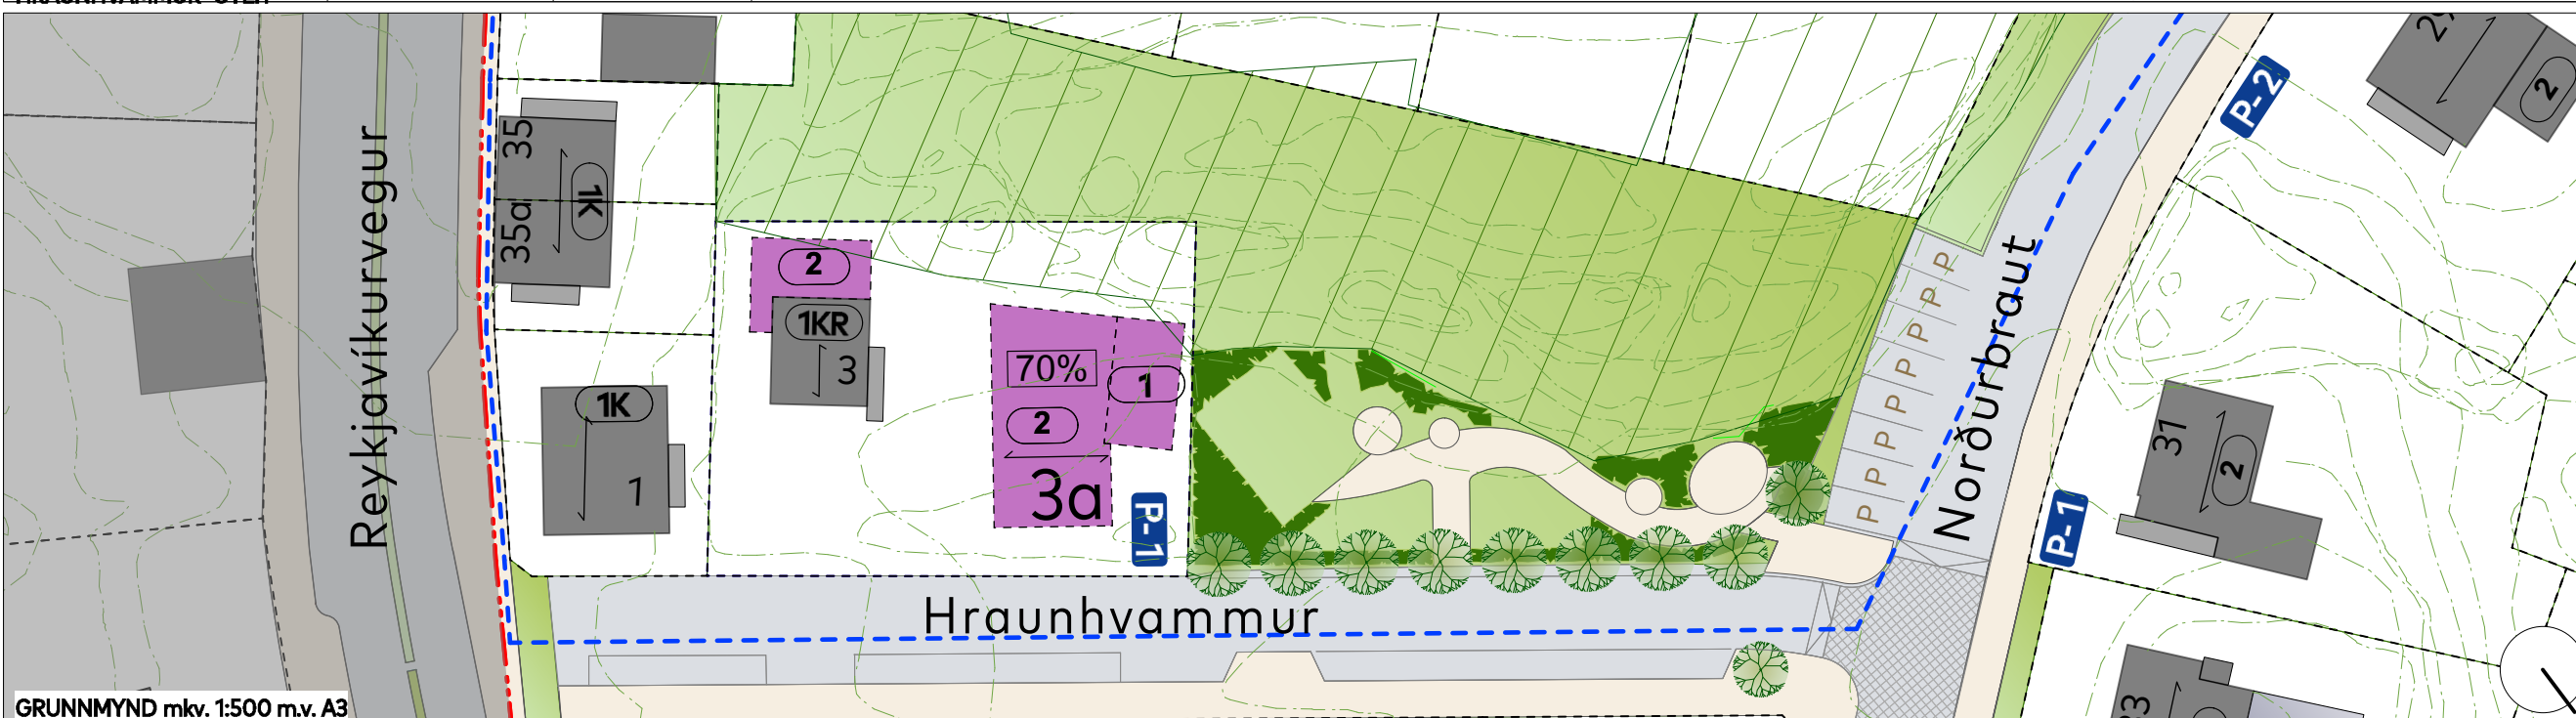 Reykjavíkurvegur
35
35a
1K
1K
1
2
1KR
3
70%
2
1
3a
P-1
Hraunhvammur
P
P
P
P
P
P
P
P
Norðurbraut
P-2
2
P-1
31
2
GRUNNMYND mkv. 1:500 m.v. A3